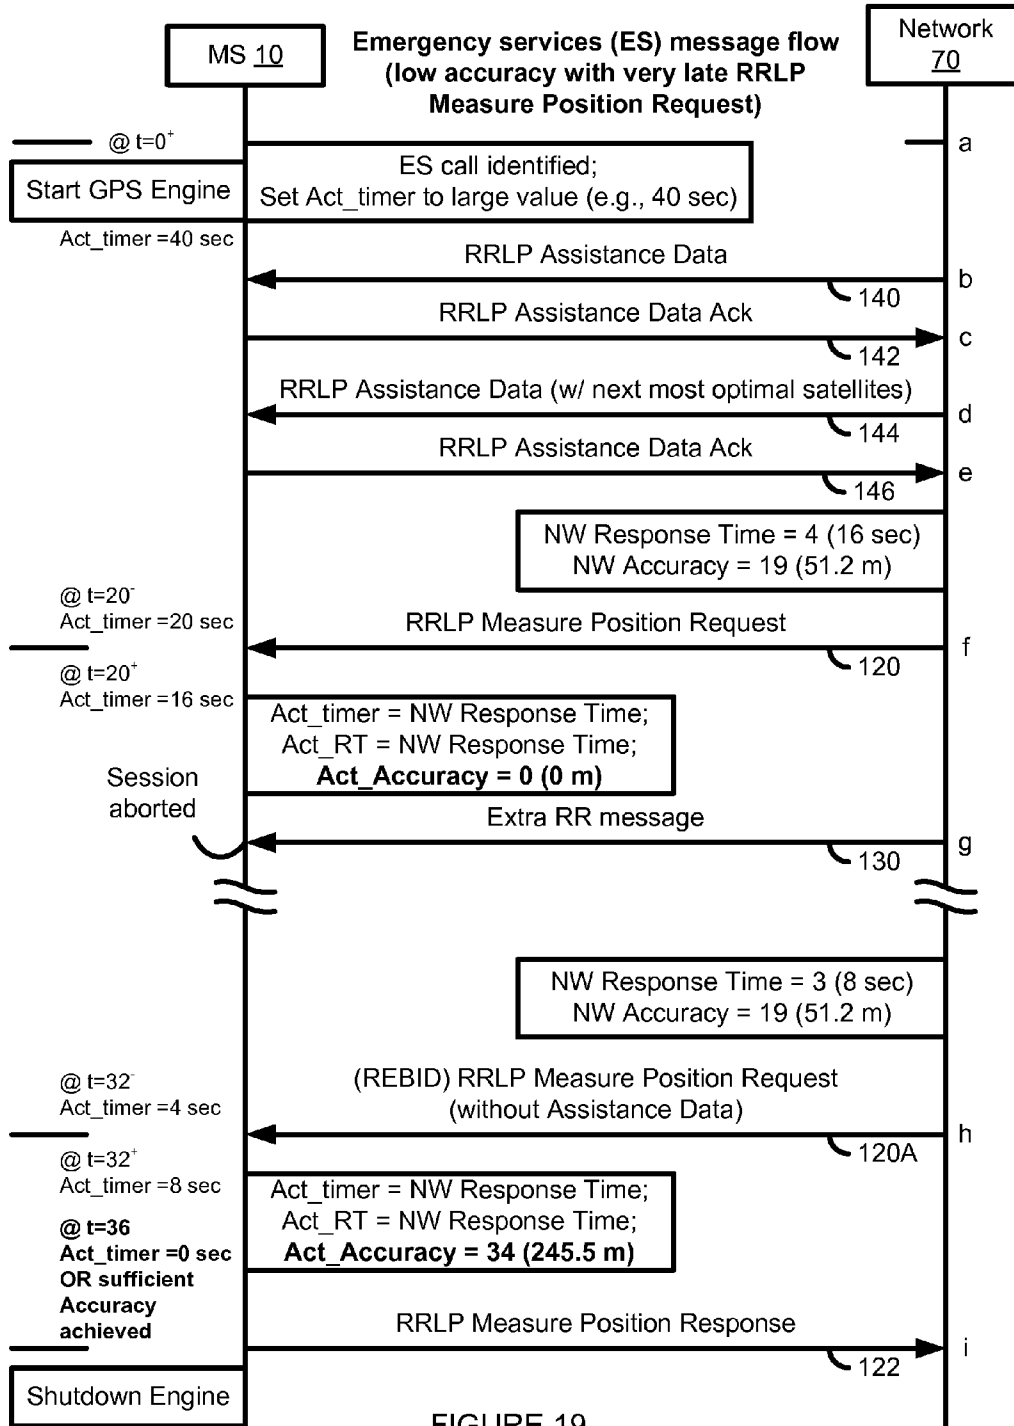 MS 10
Emergency services (ES) message flow
(low accuracy with very late RRLP
Measure Position Request)
Network
70
@ t=0+
a
ES call identified;
Set Act_timer to large value (e.g., 40 sec)
Start GPS Engine
Act_timer =40 sec
RRLP Assistance Data
b
140
RRLP Assistance Data Ack
c
142
RRLP Assistance Data (w/ next most optimal satellites)
d
144
RRLP Assistance Data Ack
e
146
NW Response Time = 4 (16 sec)
NW Accuracy = 19 (51.2 m)
@ t=20-
Act_timer =20 sec
RRLP Measure Position Request
f
120
@ t=20+
Act_timer =16 sec
Act_timer = NW Response Time;
Act_RT = NW Response Time;
Act_Accuracy = 0 (0 m)
Session
aborted
Extra RR message
g
130
NW Response Time = 3 (8 sec)
NW Accuracy = 19 (51.2 m)
@ t=32-
Act_timer =4 sec
(REBID) RRLP Measure Position Request
(without Assistance Data)
h
120A
@ t=32+
Act_timer =8 sec
Act_timer = NW Response Time;
Act_RT = NW Response Time;
Act_Accuracy = 34 (245.5 m)
@ t=36
Act_timer =0 sec
OR sufficient
Accuracy
achieved
RRLP Measure Position Response
i
122
Shutdown Engine
FIGURE 19